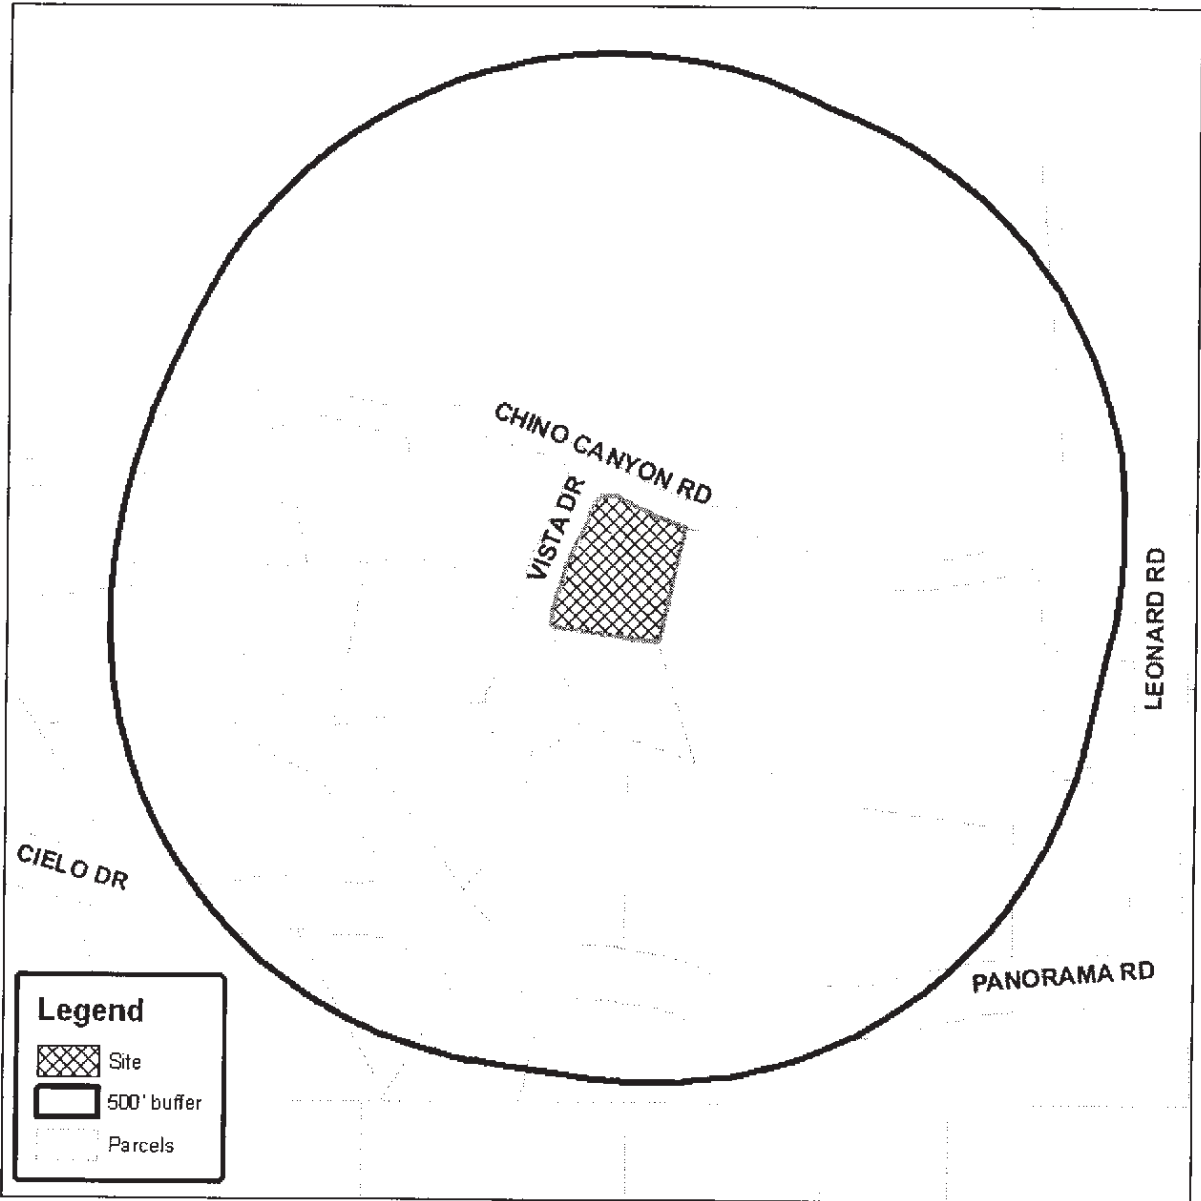 CHINO CANYON RD
VISTA DR
LEONARD RD
CIELO DR
PANORAMA RD
Legend
Site
500' buffer
Parcels